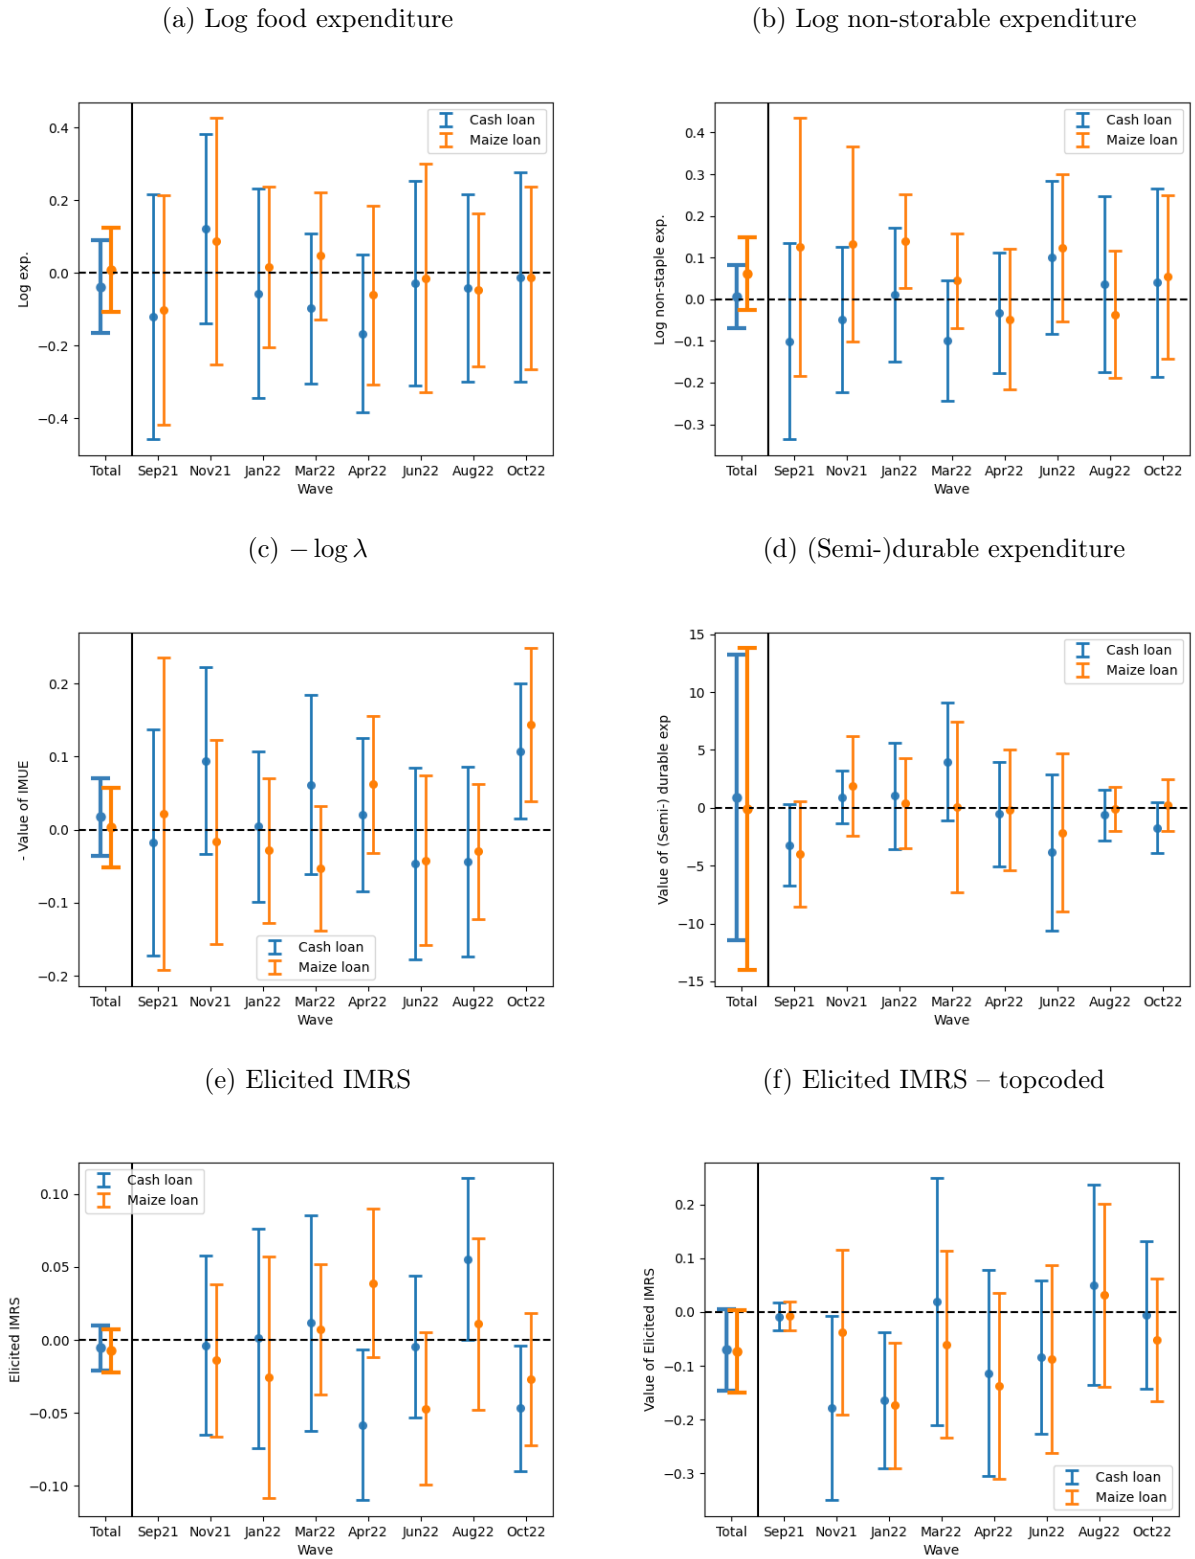 (a) Log food expenditure
(b) Log non-storable expenditure
Cash loan
Maize loan
0.4
0.2
0.0
−0.2
−0.4
Log exp.
Total Sep21 Nov21 Jan22 Mar22 Apr22 Jun22 Aug22 Oct22
Wave
Cash loan
Maize loan
0.4
0.3
0.2
0.1
0.0
−0.1
−0.2
−0.3
Log non-staple exp.
Total Sep21 Nov21 Jan22 Mar22 Apr22 Jun22 Aug22 Oct22
Wave
(c) − log λ
(d) (Semi-)durable expenditure
0.2
0.1
0.0
−0.1
−0.2
- Value of IMUE
Cash loan
Maize loan
Total Sep21 Nov21 Jan22 Mar22 Apr22 Jun22 Aug22 Oct22
Wave
Cash loan
Maize loan
15
10
5
0
−5
−10
−15
Value of (Semi-) durable exp
Total Sep21 Nov21 Jan22 Mar22 Apr22 Jun22 Aug22 Oct22
Wave
(e) Elicited IMRS
(f) Elicited IMRS – topcoded
Cash loan
Maize loan
0.10
0.05
0.00
−0.05
−0.10
Elicited IMRS
Total Sep21 Nov21 Jan22 Mar22 Apr22 Jun22 Aug22 Oct22
Wave
0.2
0.1
0.0
−0.1
−0.2
−0.3
Value of Elicited IMRS
Cash loan
Maize loan
Total Sep21 Nov21 Jan22 Mar22 Apr22 Jun22 Aug22 Oct22
Wave